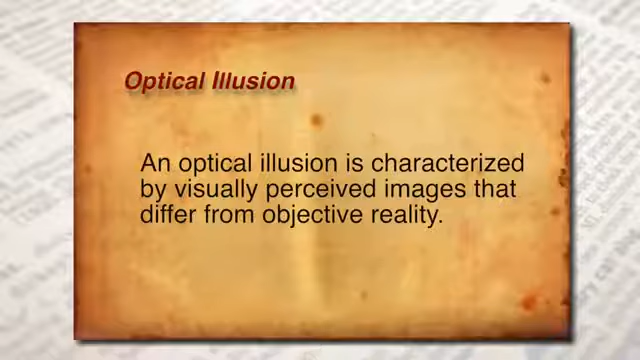 Optical Illusion
An optical illusion is characterized
by visually perceived images that
differ from objective reality.